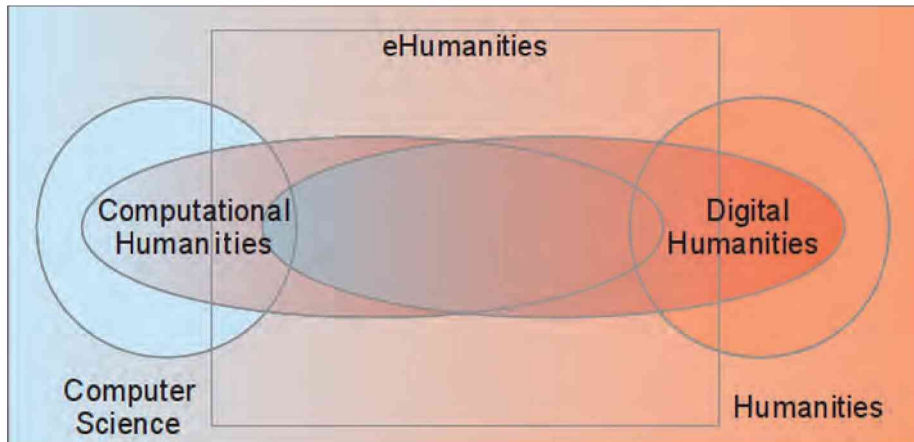 eHumanities
Computational
Humanities
Digital
Humanities
Computer
Science
Humanities